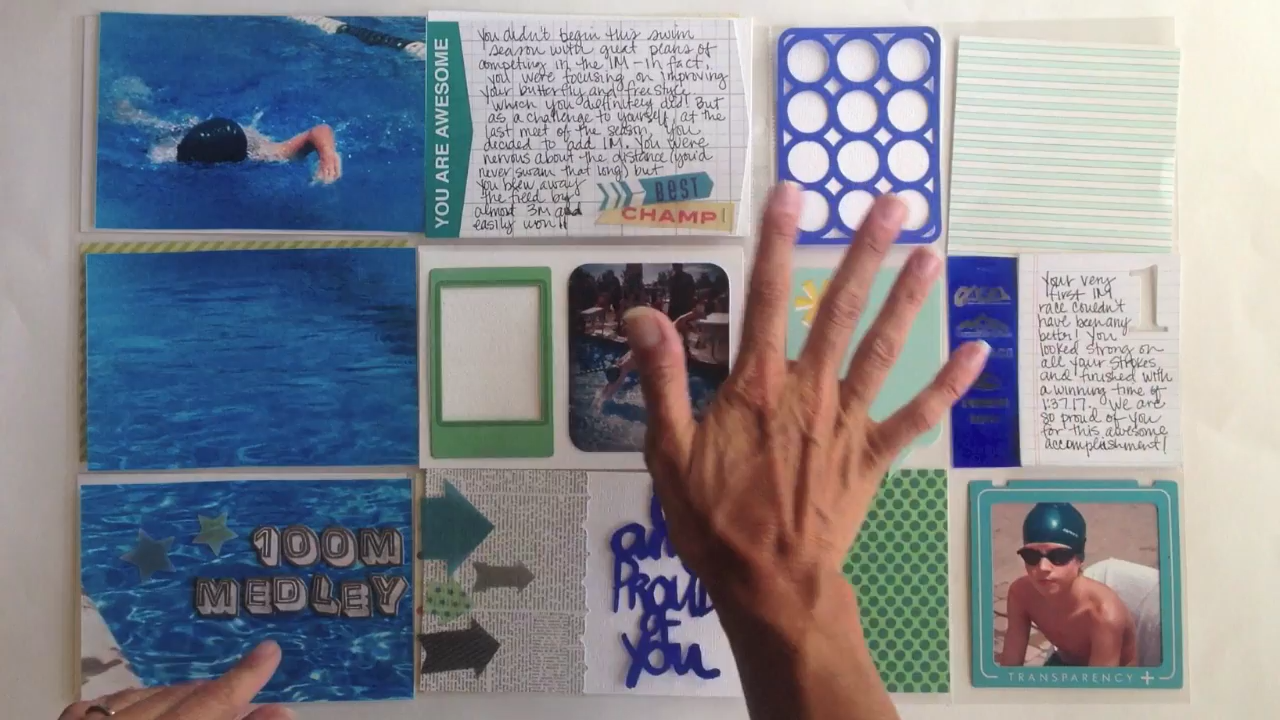 YOU ARE AWESOME
You didn't begin this swim
season with great plans of
competing in the IM - in fact,
you were focusing on improving
your butterfly and freestyle
which you definitely did! But
as a challenge to yourself, at the
last meet of the season, you
decided to add IM. You were
nervous about the distance (you'd
never swam that long) but
you blew away
the field by
almost 3M and
easily won!!
BEST
CHAMP!
1
Your very
first IM
race couldn't
have been any
better! You
looked strong on
all your strokes
and finished with
a winning time of
1:37.17. We are
so proud of you
for this awesome
accomplishment!
100M
MEDLEY
PROUD
of
you
TRANSPARENCY +